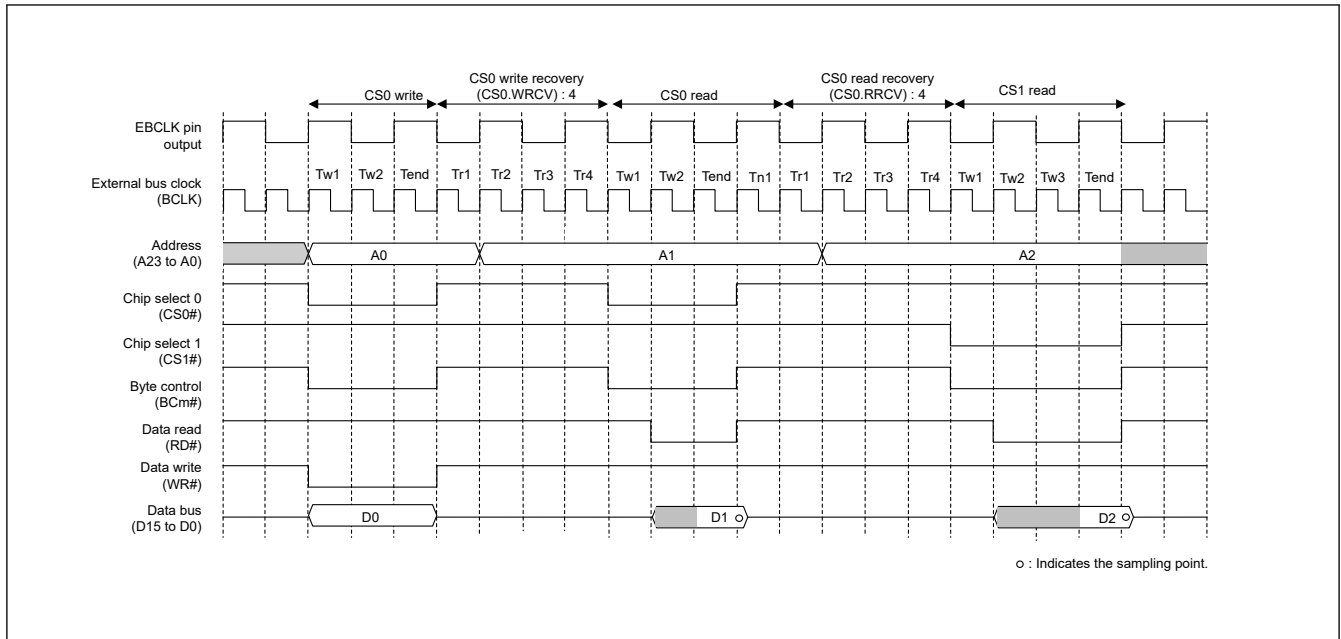 CS0 write
CS0 write recovery
(CS0.WRCV) : 4
CS0 read
CS0 read recovery
(CS0.RRCV) : 4
CS1 read
EBCLK pin
output
External bus clock
(BCLK)
Tw1 Tw2 Tend Tr1 Tr2 Tr3 Tr4 Tw1 Tw2 Tend Tn1 Tr1 Tr2 Tr3 Tr4 Tw1 Tw2 Tw3 Tend
Address
(A23 to A0)
A0 A1 A2
Chip select 0
(CS0#)
Chip select 1
(CS1#)
Byte control
(BCm#)
Data read
(RD#)
Data write
(WR#)
Data bus
(D15 to D0)
D0 D1 D2
o : Indicates the sampling point.